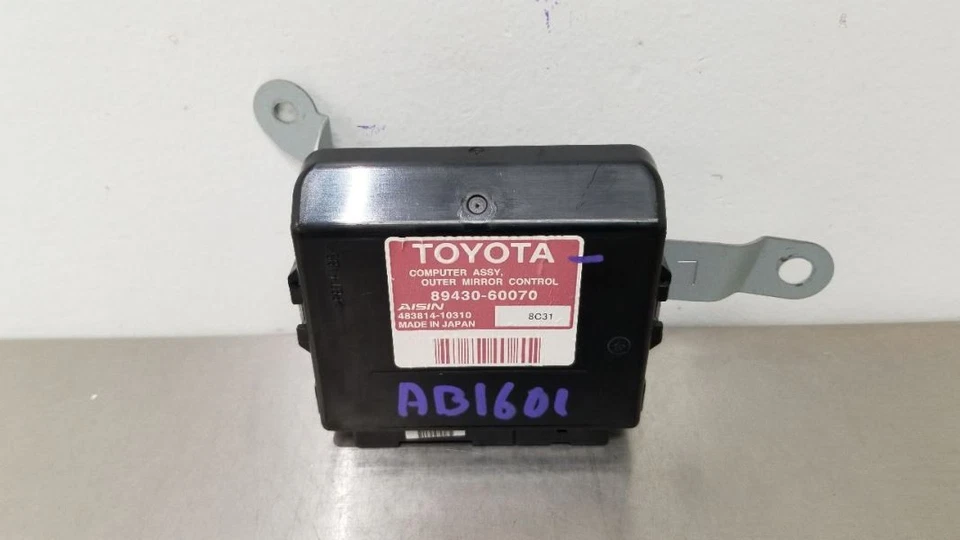 TOYOTA
COMPUTER ASSY,
OUTER MIRROR CONTROL
89430-60070
AISIN
483814-10310
8C31
MADE IN JAPAN
AB1601